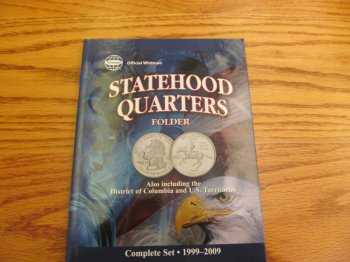 Official Whitman
STATEHOOD
QUARTERS
FOLDER
Also including the
District of Columbia and U.S. Territories
Complete Set • 1999–2009